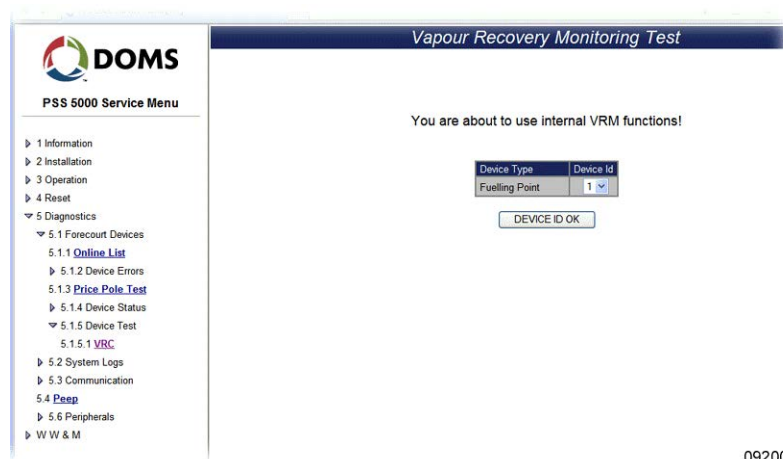 DOMS
PSS 5000 Service Menu
1 Information
2 Installation
3 Operation
4 Reset
5 Diagnostics
5.1 Forecourt Devices
5.1.1 Online List
5.1.2 Device Errors
5.1.3 Price Pole Test
5.1.4 Device Status
5.1.5 Device Test
5.1.5.1 VRC
5.2 System Logs
5.3 Communication
5.4 Peep
5.6 Peripherals
W W & M
Vapour Recovery Monitoring Test
You are about to use internal VRM functions!
Device Type Device Id
Fuelling Point 1
DEVICE ID OK